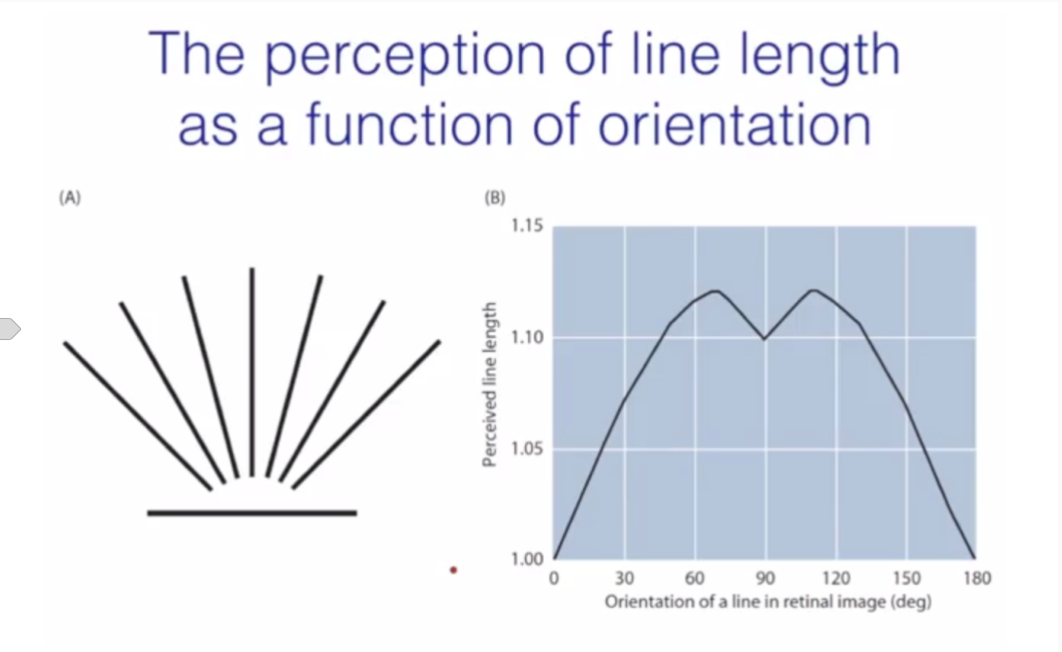 The perception of line length
as a function of orientation
(A)
(B)
1.15
1.10
1.05
1.00
Perceived line length
0 30 60 90 120 150 180
Orientation of a line in retinal image (deg)